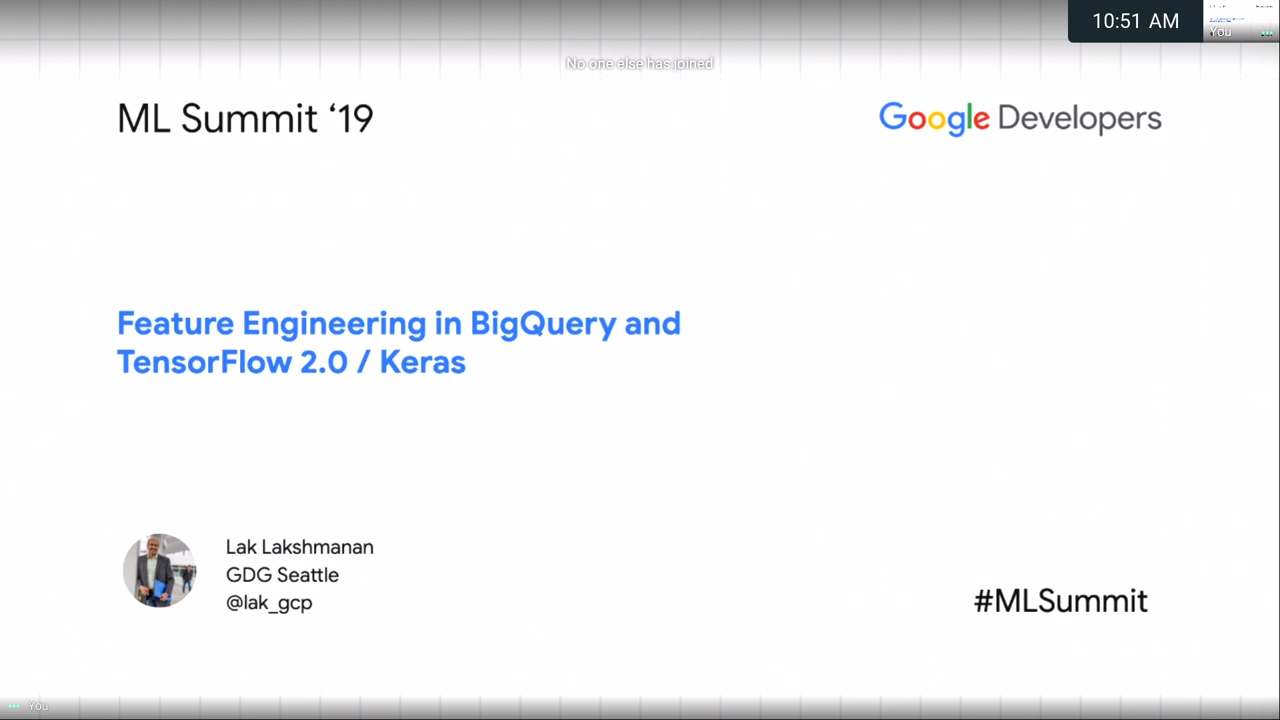 10:51 AM
You
No one else has joined
ML Summit ‘19
Google Developers
Feature Engineering in BigQuery and
TensorFlow 2.0 / Keras
Lak Lakshmanan
GDG Seattle
@lak_gcp
#MLSummit
You